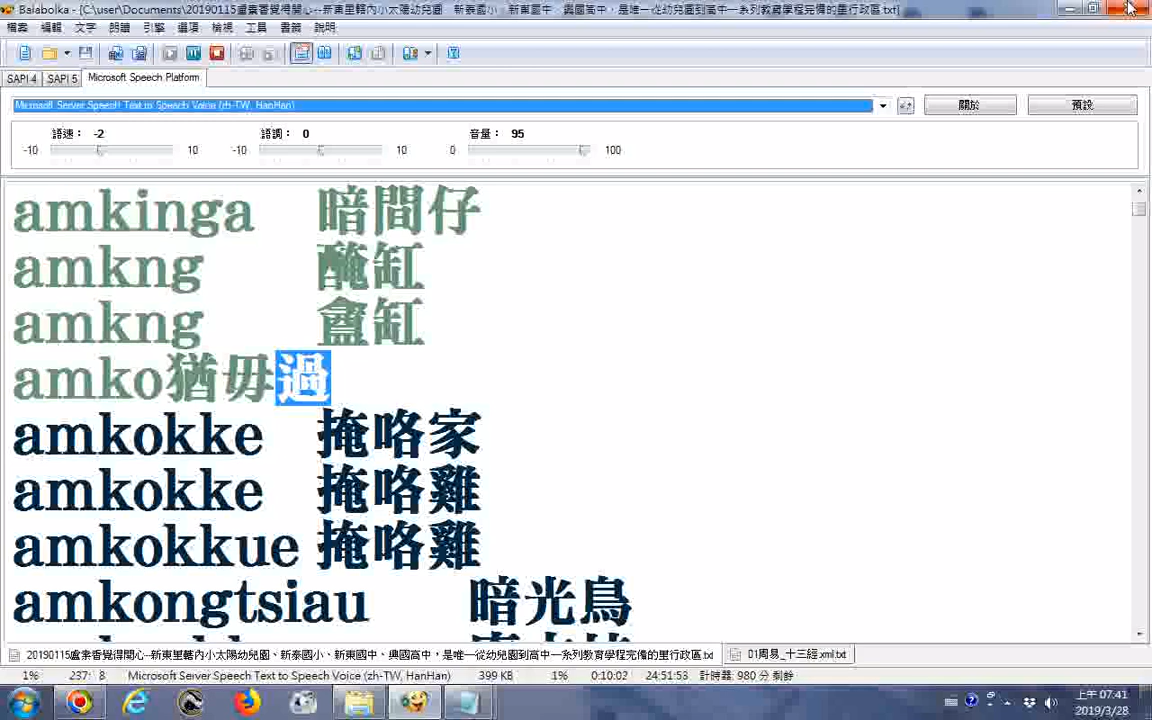 Balabolka - [C:\user\Documents\20190115盧素香覺得開心--新東里轄內小太陽幼兒園、新泰國小、新東國中、興國高中，是唯一從幼兒園到高中一系列教育學程完備的里行政區.txt]
檔案 編輯 文字 朗讀 引擎 選項 檢視 工具 書籤 說明
SAPI 4 SAPI 5 Microsoft Speech Platform
Microsoft Server Speech Text to Speech Voice (zh-TW, HanHan) 關於 預設
語速： -2 語調： 0 音量： 95
-10 10 -10 10 0 100
amkinga 暗間仔
amkng 醃缸
amkng 盦缸
amko猶毋過
amkokke 掩咯家
amkokke 掩咯雞
amkokkue 掩咯雞
amkongtsiau 暗光鳥
20190115盧素香覺得開心--新東里轄內小太陽幼兒園、新泰國小、新東國中、興國高中，是唯一從幼兒園到高中一系列教育學程完備的里行政區.txt 01周易_十三經.xml.txt
1% 237: 8 Microsoft Server Speech Text to Speech Voice (zh-TW, HanHan) 399 KB 1% 0:10:02 24:51:53 計時器: 980 分 剩餘
上午 07:41
2019/3/28